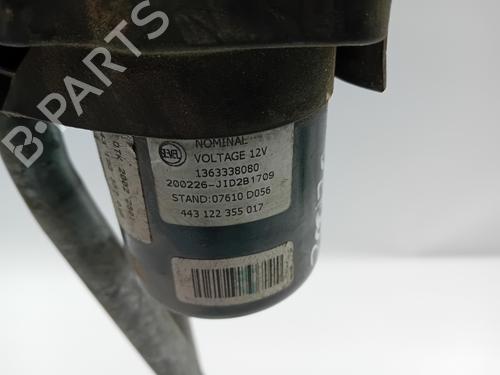 B-PARTS
NOMINAL
VOLTAGE 12V
1363338080
200226-JID2B1709
STAND:07610 D056
443 122 355 017